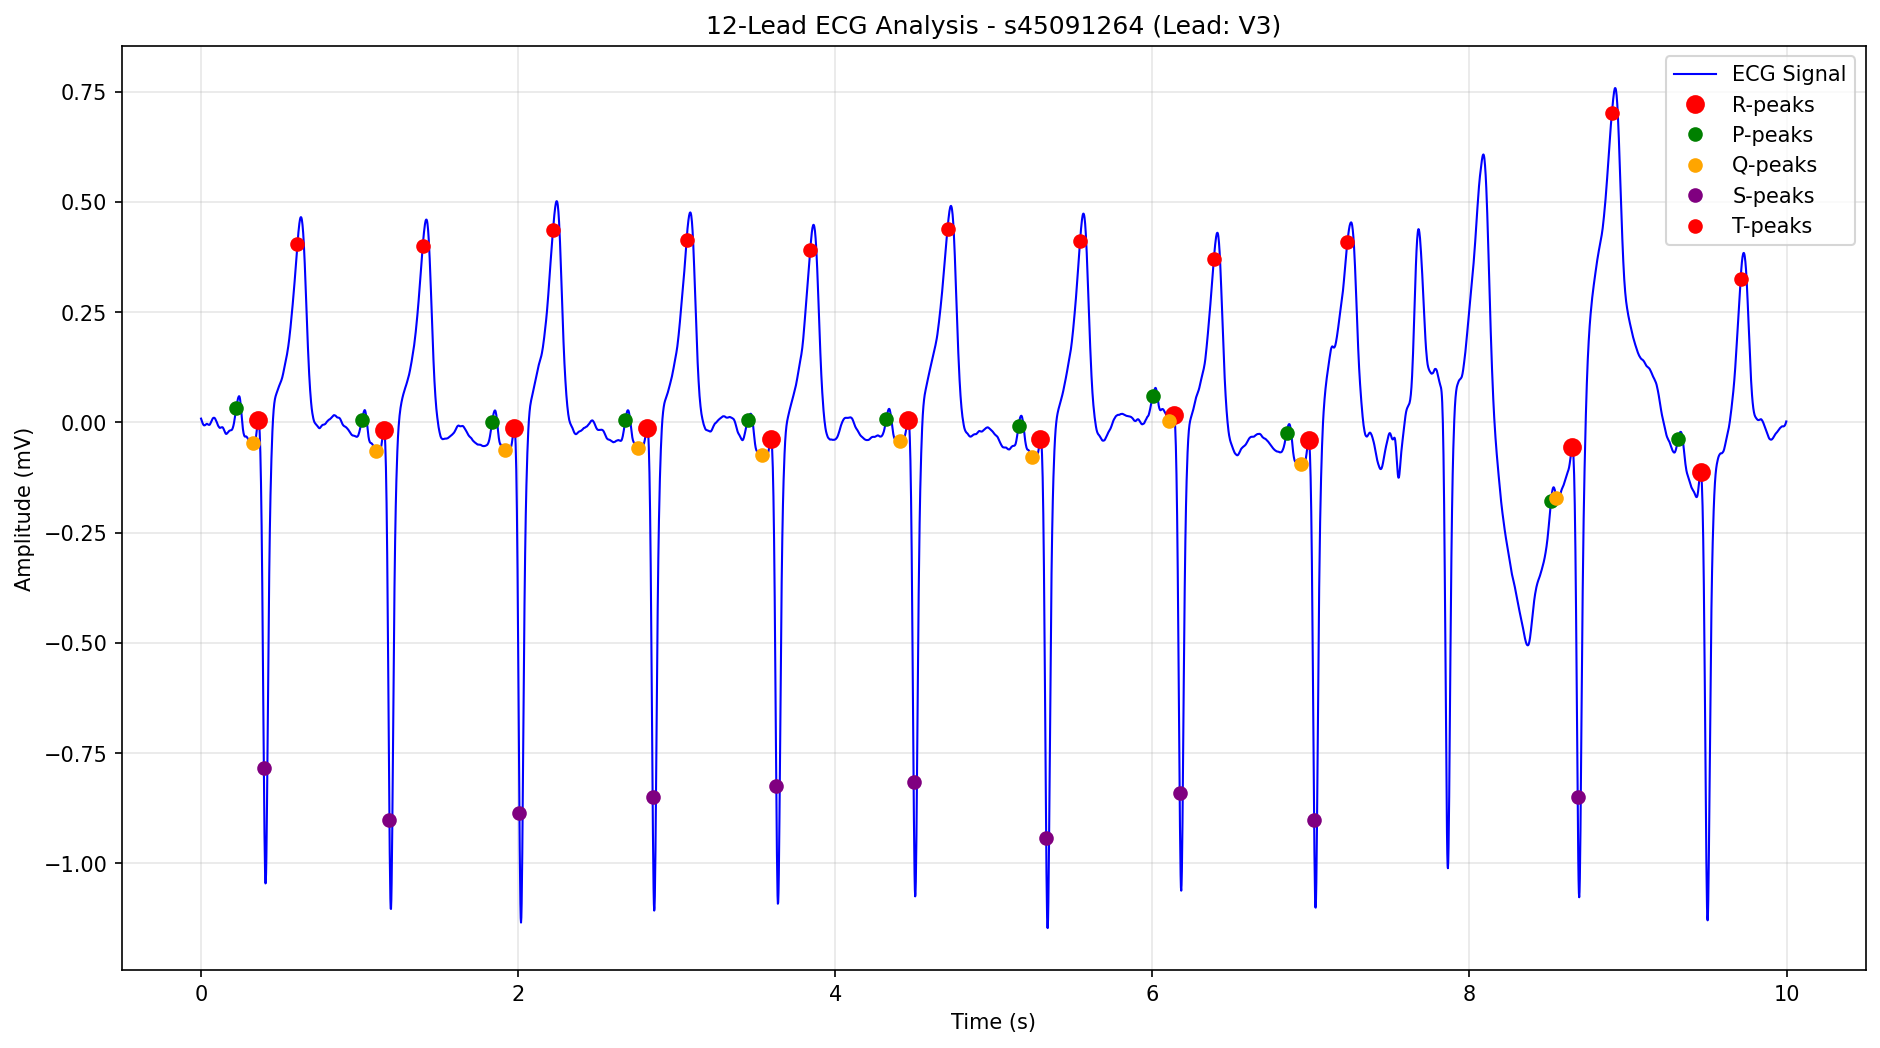 12-Lead ECG Analysis - s45091264 (Lead: V3)
ECG Signal
R-peaks
P-peaks
Q-peaks
S-peaks
T-peaks
Amplitude (mV)
0.75
0.50
0.25
0.00
−0.25
−0.50
−0.75
−1.00
0 2 4 6 8 10
Time (s)